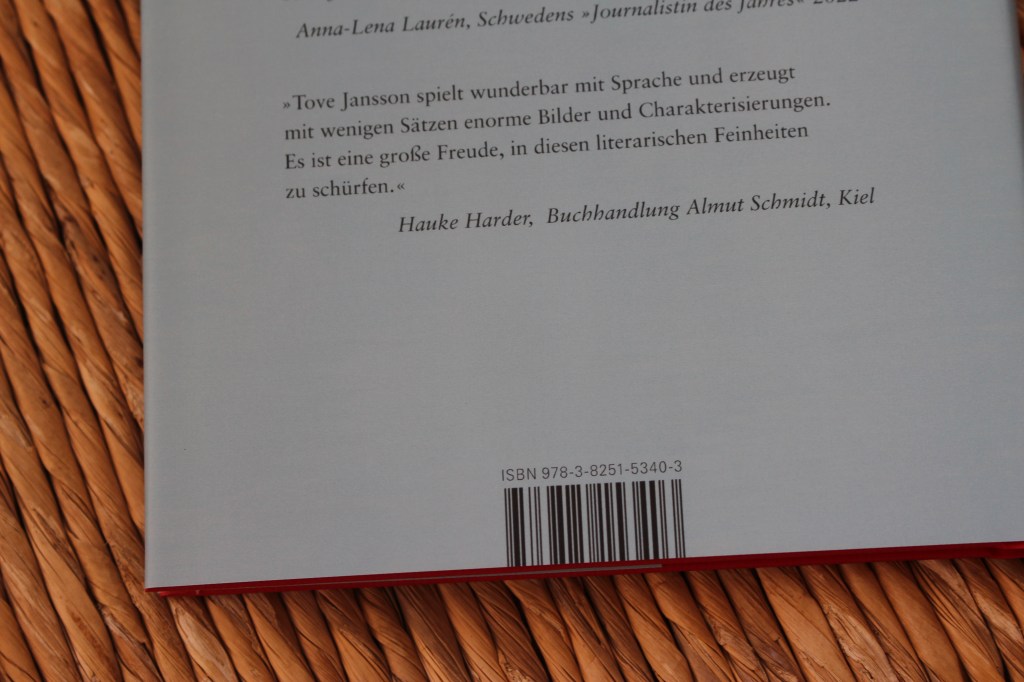 Anna-Lena Laurén, Schwedens »Journalistin des Jahres« 2022
»Tove Jansson spielt wunderbar mit Sprache und erzeugt
mit wenigen Sätzen enorme Bilder und Charakterisierungen.
Es ist eine große Freude, in diesen literarischen Feinheiten
zu schürfen.«
Hauke Harder, Buchhandlung Almut Schmidt, Kiel
ISBN 978-3-8251-5340-3